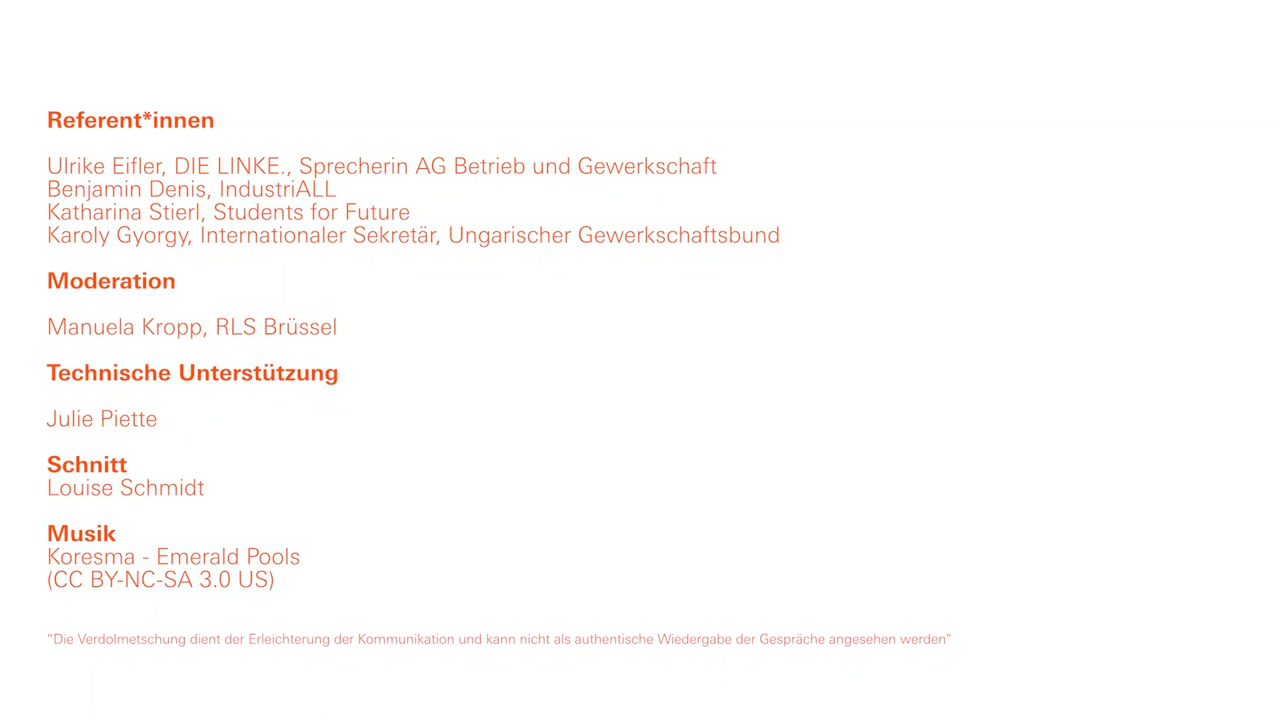 Referent*innen
Ulrike Eifler, DIE LINKE., Sprecherin AG Betrieb und Gewerkschaft
Benjamin Denis, IndustriALL
Katharina Stierl, Students for Future
Karoly Gyorgy, Internationaler Sekretär, Ungarischer Gewerkschaftsbund
Moderation
Manuela Kropp, RLS Brüssel
Technische Unterstützung
Julie Piette
Schnitt
Louise Schmidt
Musik
Koresma - Emerald Pools
(CC BY-NC-SA 3.0 US)
"Die Verdolmetschung dient der Erleichterung der Kommunikation und kann nicht als authentische Wiedergabe der Gespräche angesehen werden"